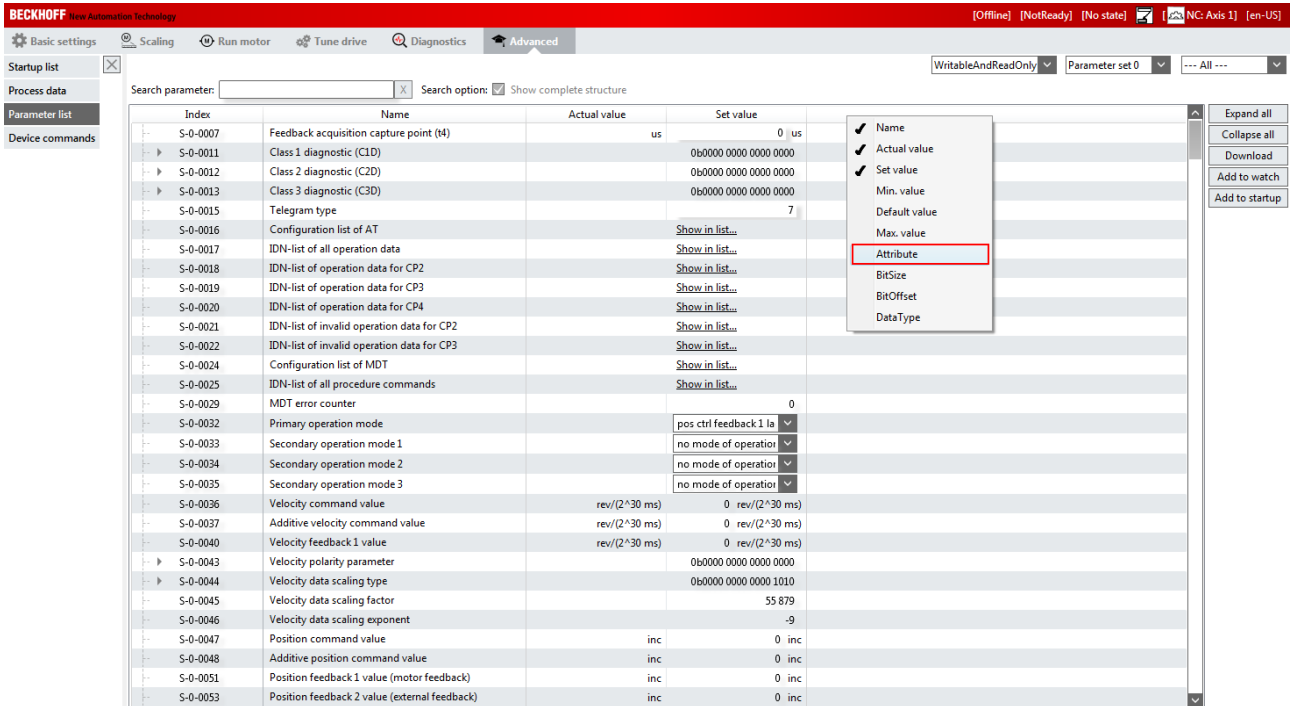 BECKHOFF New Automation Technology [Offline] [NotReady] [No state] [ NC: Axis 1] [en-US]
Basic settings Scaling Run motor Tune drive Diagnostics Advanced
Startup list
Process data
Parameter list
Device commands
WritableAndReadOnly Parameter set 0 --- All ---
Search parameter: X Search option: Show complete structure
Index Name Actual value Set value
S-0-0007 Feedback acquisition capture point (t4) us 0 us
S-0-0011 Class 1 diagnostic (C1D) 0b0000 0000 0000 0000
S-0-0012 Class 2 diagnostic (C2D) 0b0000 0000 0000 0000
S-0-0013 Class 3 diagnostic (C3D) 0b0000 0000 0000 0000
S-0-0015 Telegram type 7
S-0-0016 Configuration list of AT Show in list...
S-0-0017 IDN-list of all operation data Show in list...
S-0-0018 IDN-list of operation data for CP2 Show in list...
S-0-0019 IDN-list of operation data for CP3 Show in list...
S-0-0020 IDN-list of operation data for CP4 Show in list...
S-0-0021 IDN-list of invalid operation data for CP2 Show in list...
S-0-0022 IDN-list of invalid operation data for CP3 Show in list...
S-0-0024 Configuration list of MDT Show in list...
S-0-0025 IDN-list of all procedure commands Show in list...
S-0-0029 MDT error counter 0
S-0-0032 Primary operation mode pos ctrl feedback 1 la
S-0-0033 Secondary operation mode 1 no mode of operation
S-0-0034 Secondary operation mode 2 no mode of operation
S-0-0035 Secondary operation mode 3 no mode of operation
S-0-0036 Velocity command value rev/(2^30 ms) 0 rev/(2^30 ms)
S-0-0037 Additive velocity command value rev/(2^30 ms) 0 rev/(2^30 ms)
S-0-0040 Velocity feedback 1 value rev/(2^30 ms) 0 rev/(2^30 ms)
S-0-0043 Velocity polarity parameter 0b0000 0000 0000 0000
S-0-0044 Velocity data scaling type 0b0000 0000 0000 1010
S-0-0045 Velocity data scaling factor 55 879
S-0-0046 Velocity data scaling exponent -9
S-0-0047 Position command value inc 0 inc
S-0-0048 Additive position command value inc 0 inc
S-0-0051 Position feedback 1 value (motor feedback) inc 0 inc
S-0-0053 Position feedback 2 value (external feedback) inc 0 inc
Name
Actual value
Set value
Min. value
Default value
Max. value
Attribute
BitSize
BitOffset
DataType
Expand all
Collapse all
Download
Add to watch
Add to startup